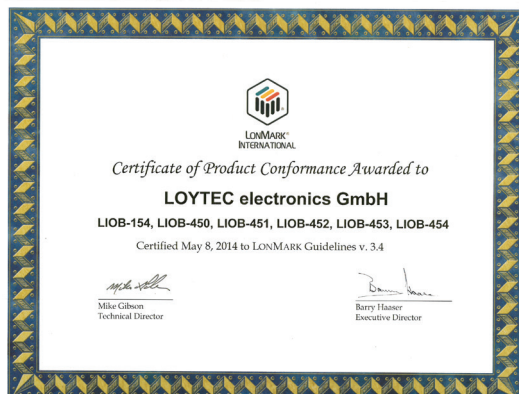 LONMARK®
INTERNATIONAL
Certificate of Product Conformance Awarded to
LOYTEC electronics GmbH
LIOB-154, LIOB-450, LIOB-451, LIOB-452, LIOB-453, LIOB-454
Certified May 8, 2014 to LONMARK Guidelines v. 3.4
Mike Gibson
Technical Director
Barry Haaser
Executive Director